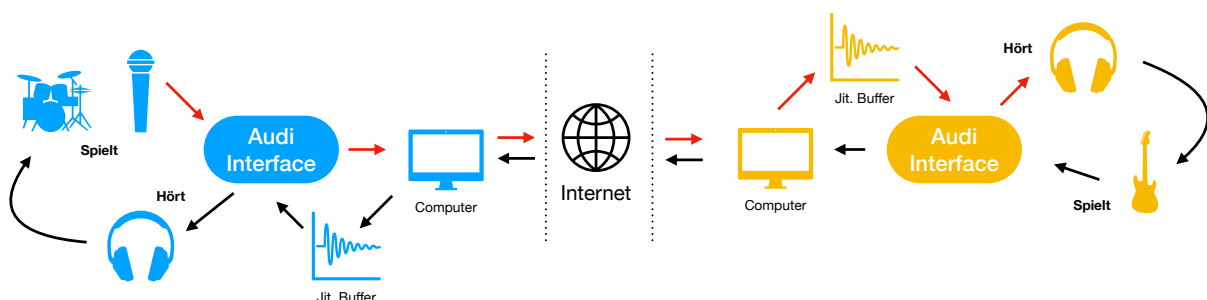 Spielt
Audi
Interface
Hört
Computer
Jit. Buffer
Internet
Computer
Jit. Buffer
Audi
Interface
Hört
Spielt